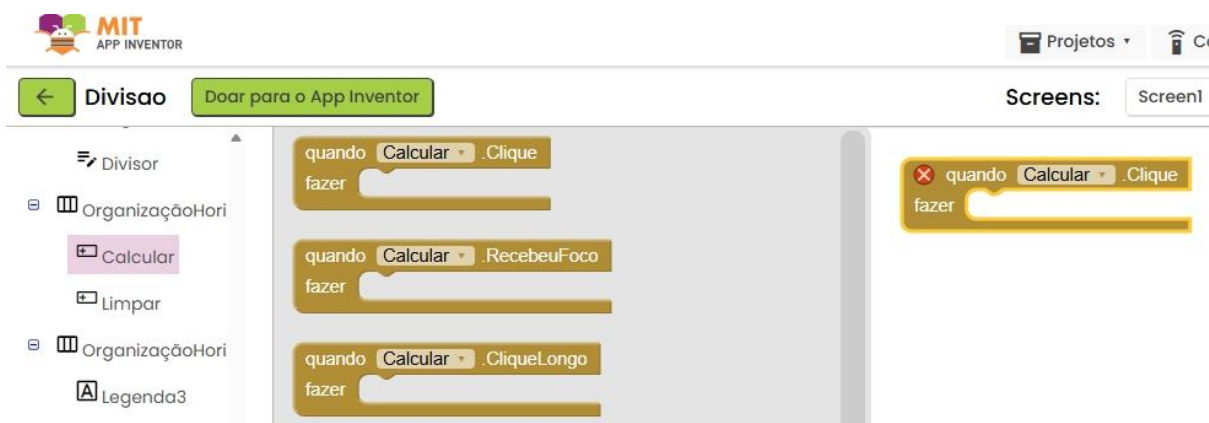 MIT
APP INVENTOR
Projetos
Divisao
Doar para o App Inventor
Screens:
Screen1
Divisor
OrganizaçãoHori
Calcular
Limpar
OrganizaçãoHori
Legenda3
quando Calcular .Clique
fazer
quando Calcular .RecebeuFoco
fazer
quando Calcular .CliqueLongo
fazer
quando Calcular .Clique
fazer